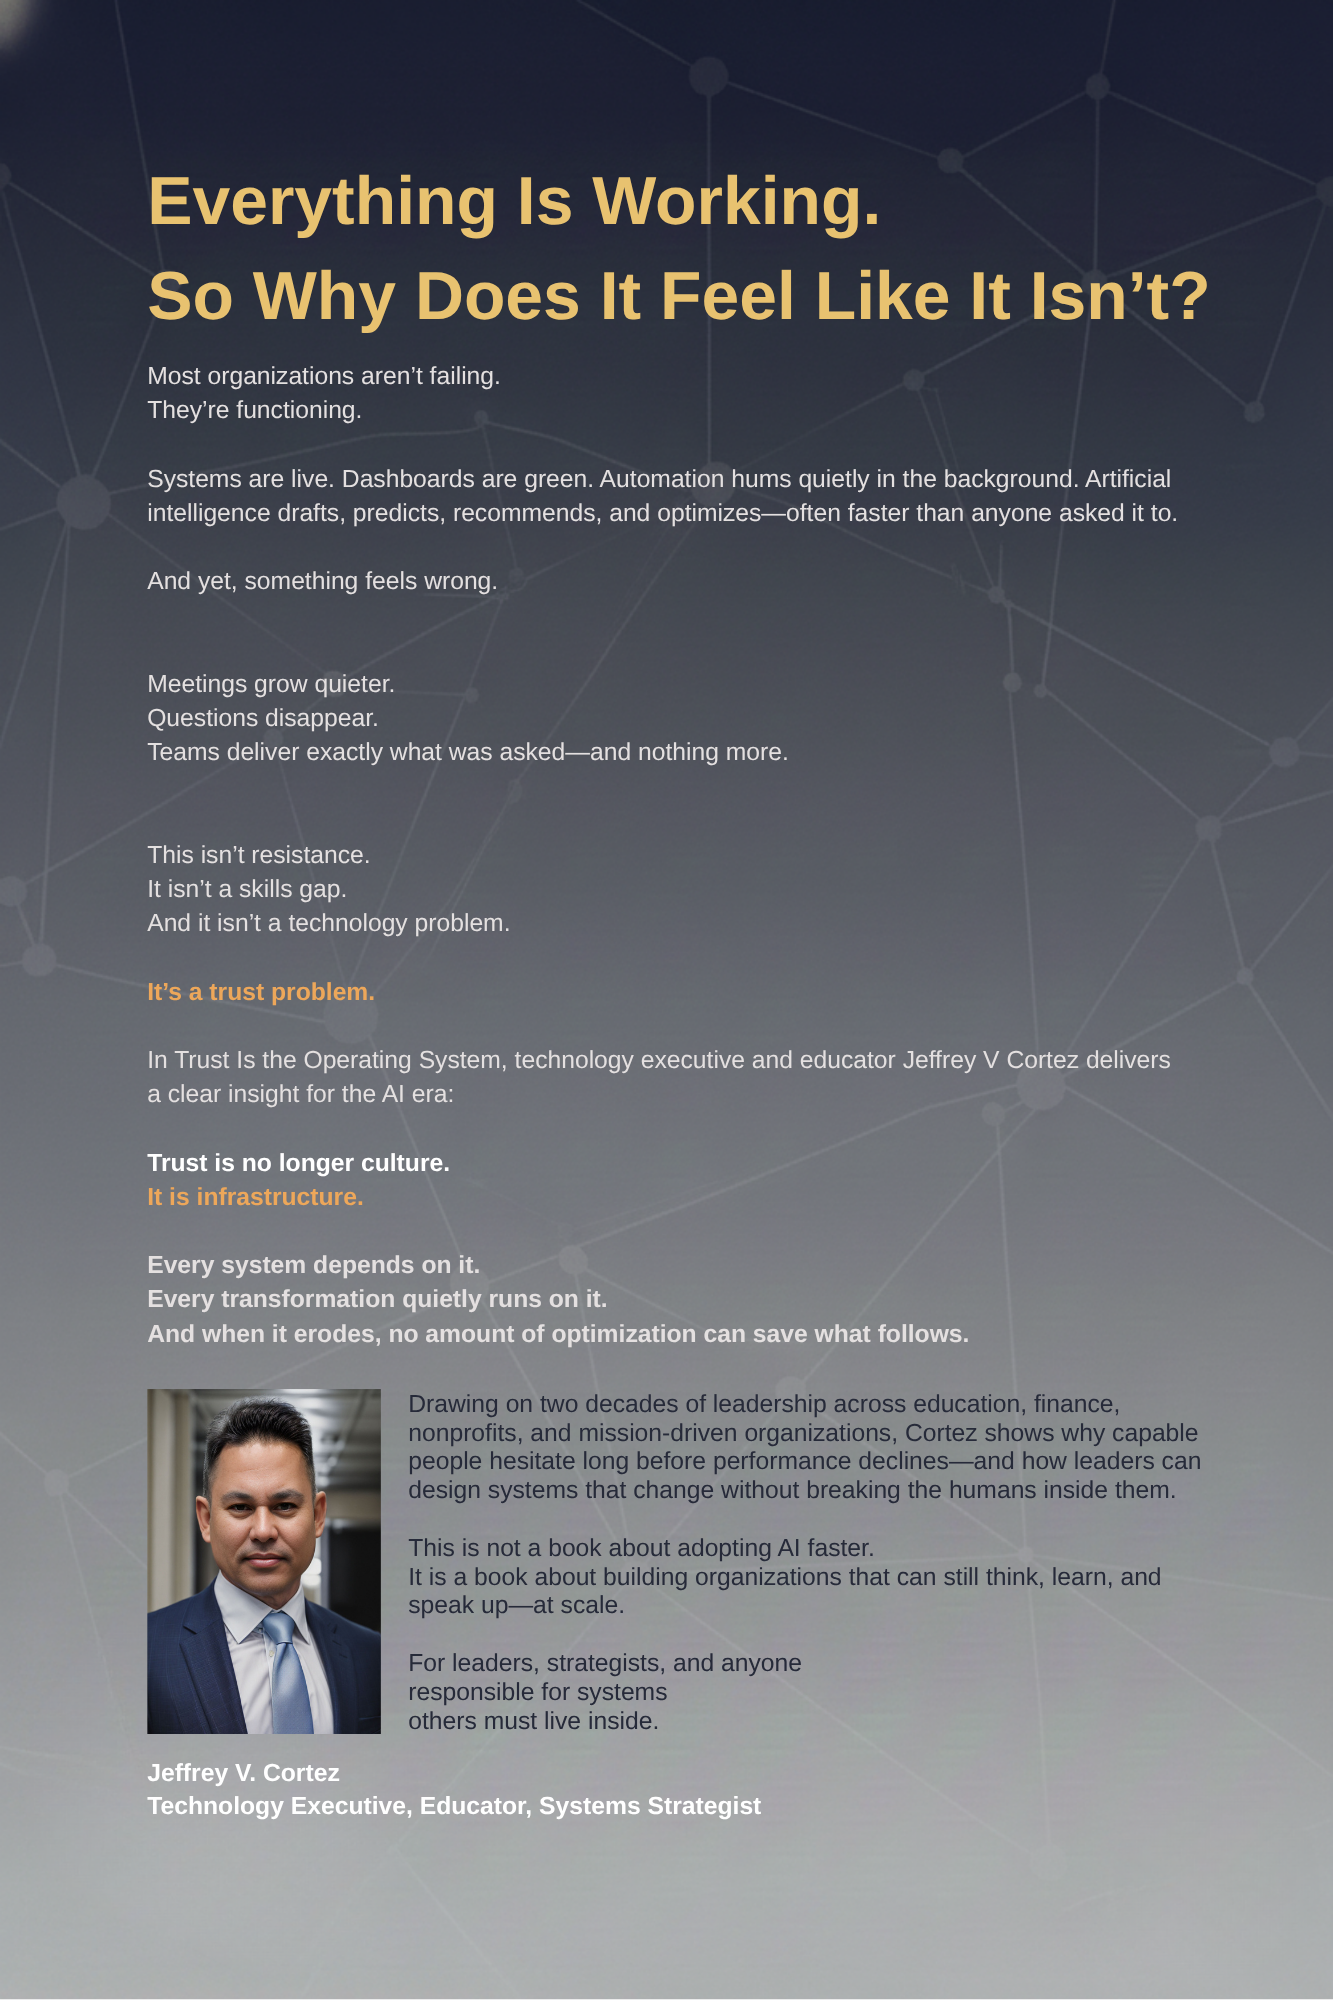 Everything Is Working.
So Why Does It Feel Like It Isn’t?
Most organizations aren’t failing.
They’re functioning.
Systems are live. Dashboards are green. Automation hums quietly in the background. Artificial
intelligence drafts, predicts, recommends, and optimizes—often faster than anyone asked it to.
And yet, something feels wrong.
Meetings grow quieter.
Questions disappear.
Teams deliver exactly what was asked—and nothing more.
This isn’t resistance.
It isn’t a skills gap.
And it isn’t a technology problem.
It’s a trust problem.
In Trust Is the Operating System, technology executive and educator Jeffrey V Cortez delivers
a clear insight for the AI era:
Trust is no longer culture.
It is infrastructure.
Every system depends on it.
Every transformation quietly runs on it.
And when it erodes, no amount of optimization can save what follows.
Drawing on two decades of leadership across education, finance,
nonprofits, and mission-driven organizations, Cortez shows why capable
people hesitate long before performance declines—and how leaders can
design systems that change without breaking the humans inside them.
This is not a book about adopting AI faster.
It is a book about building organizations that can still think, learn, and
speak up—at scale.
For leaders, strategists, and anyone
responsible for systems
others must live inside.
Jeffrey V. Cortez
Technology Executive, Educator, Systems Strategist